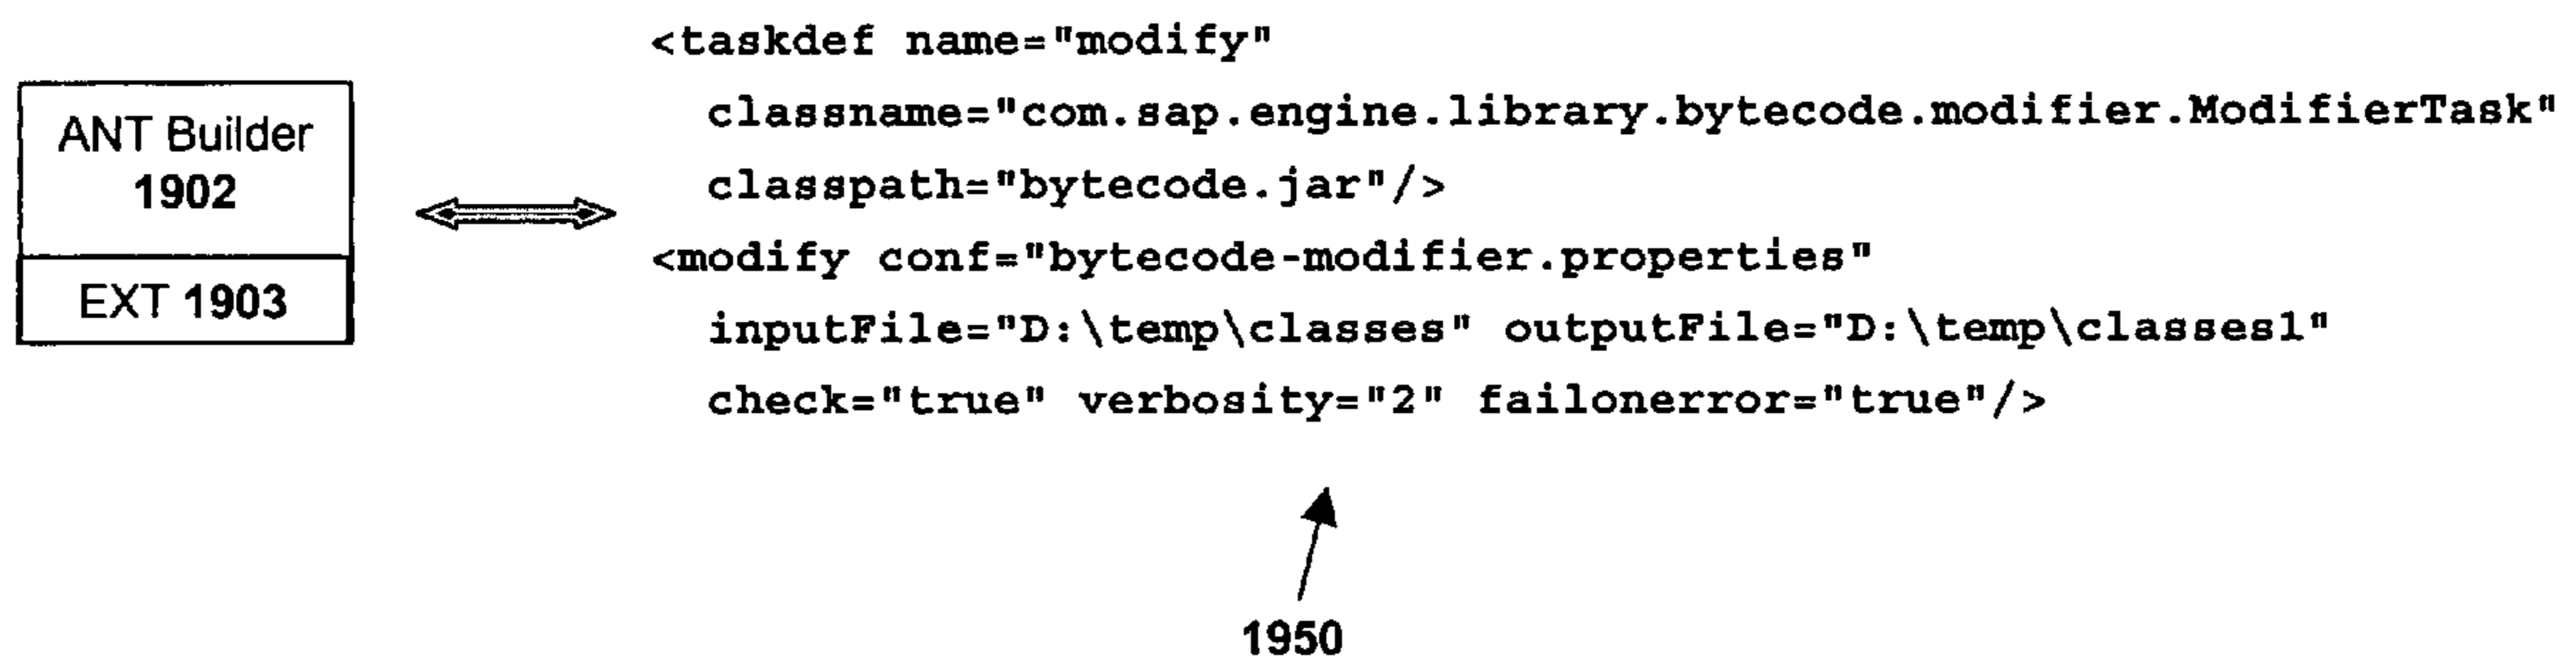 ANT Builder
1902
EXT 1903
<taskdef name="modify"
classname="com.sap.engine.library.bytecode.modifier.ModifierTask"
classpath="bytecode.jar"/>
<modify conf="bytecode-modifier.properties"
inputFile="D:\temp\classes" outputFile="D:\temp\classes1"
check="true" verbosity="2" failonerror="true"/>
1950